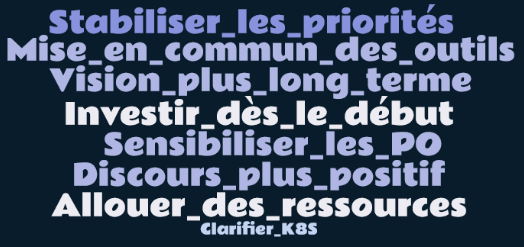 Stabiliser_les_priorités
Mise_en_commun_des_outils
Vision_plus_long_terme
Investir_dès_le_début
Sensibiliser_les_PO
Discours_plus_positif
Allouer_des_ressources
Clarifier_K8S